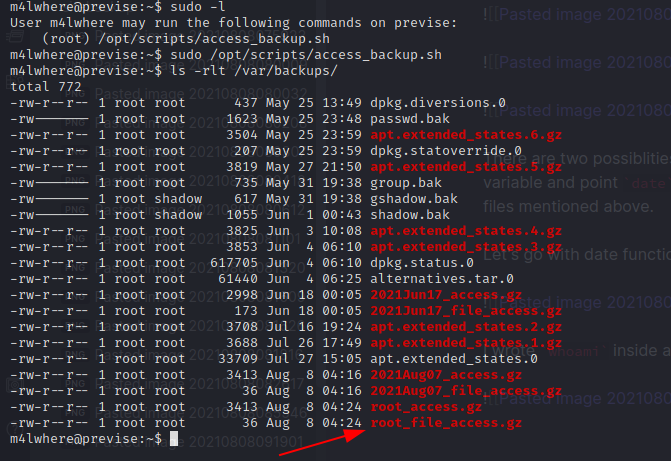 m4lwhere@previse:~$ sudo -l
User m4lwhere may run the following commands on previse:
    (root) /opt/scripts/access_backup.sh
m4lwhere@previse:~$ sudo /opt/scripts/access_backup.sh
m4lwhere@previse:~$ ls -rlt /var/backups/
total 772
-rw-r--r-- 1 root root      437 May 25 13:49 dpkg.diversions.0
-rw------- 1 root root     1623 May 25 23:48 passwd.bak
-rw-r--r-- 1 root root     3504 May 25 23:59 apt.extended_states.6.gz
-rw-r--r-- 1 root root      207 May 25 23:59 dpkg.statoverride.0
-rw-r--r-- 1 root root     3819 May 27 21:50 apt.extended_states.5.gz
-rw------- 1 root root      735 May 31 19:38 group.bak
-rw------- 1 root shadow    617 May 31 19:38 gshadow.bak
-rw------- 1 root shadow   1055 Jun  1 00:43 shadow.bak
-rw-r--r-- 1 root root     3825 Jun  3 10:08 apt.extended_states.4.gz
-rw-r--r-- 1 root root     3853 Jun  4 06:10 apt.extended_states.3.gz
-rw-r--r-- 1 root root   617705 Jun  4 06:10 dpkg.status.0
-rw-r--r-- 1 root root    61440 Jun  4 06:25 alternatives.tar.0
-rw-r--r-- 1 root root     2998 Jun 18 00:05 2021Jun17_access.gz
-rw-r--r-- 1 root root      173 Jun 18 00:05 2021Jun17_file_access.gz
-rw-r--r-- 1 root root     3708 Jul 16 19:24 apt.extended_states.2.gz
-rw-r--r-- 1 root root     3688 Jul 26 17:49 apt.extended_states.1.gz
-rw-r--r-- 1 root root    33709 Jul 27 15:05 apt.extended_states.0
-rw-r--r-- 1 root root     3413 Aug  8 04:16 2021Aug07_access.gz
-rw-r--r-- 1 root root       36 Aug  8 04:16 2021Aug07_file_access.gz
-rw-r--r-- 1 root root     3413 Aug  8 04:24 root_access.gz
-rw-r--r-- 1 root root       36 Aug  8 04:24 root_file_access.gz
m4lwhere@previse:~$
![[Pasted image 20210808
![[Pasted image 20210808
![[Pasted image 20210808
There are two possiblities
variable and point date
files mentioned above.
Let's go with date function
![[Pasted image 20210808
I wrote whoami inside a
![[Pasted image 20210808
![[Pasted image 20210808